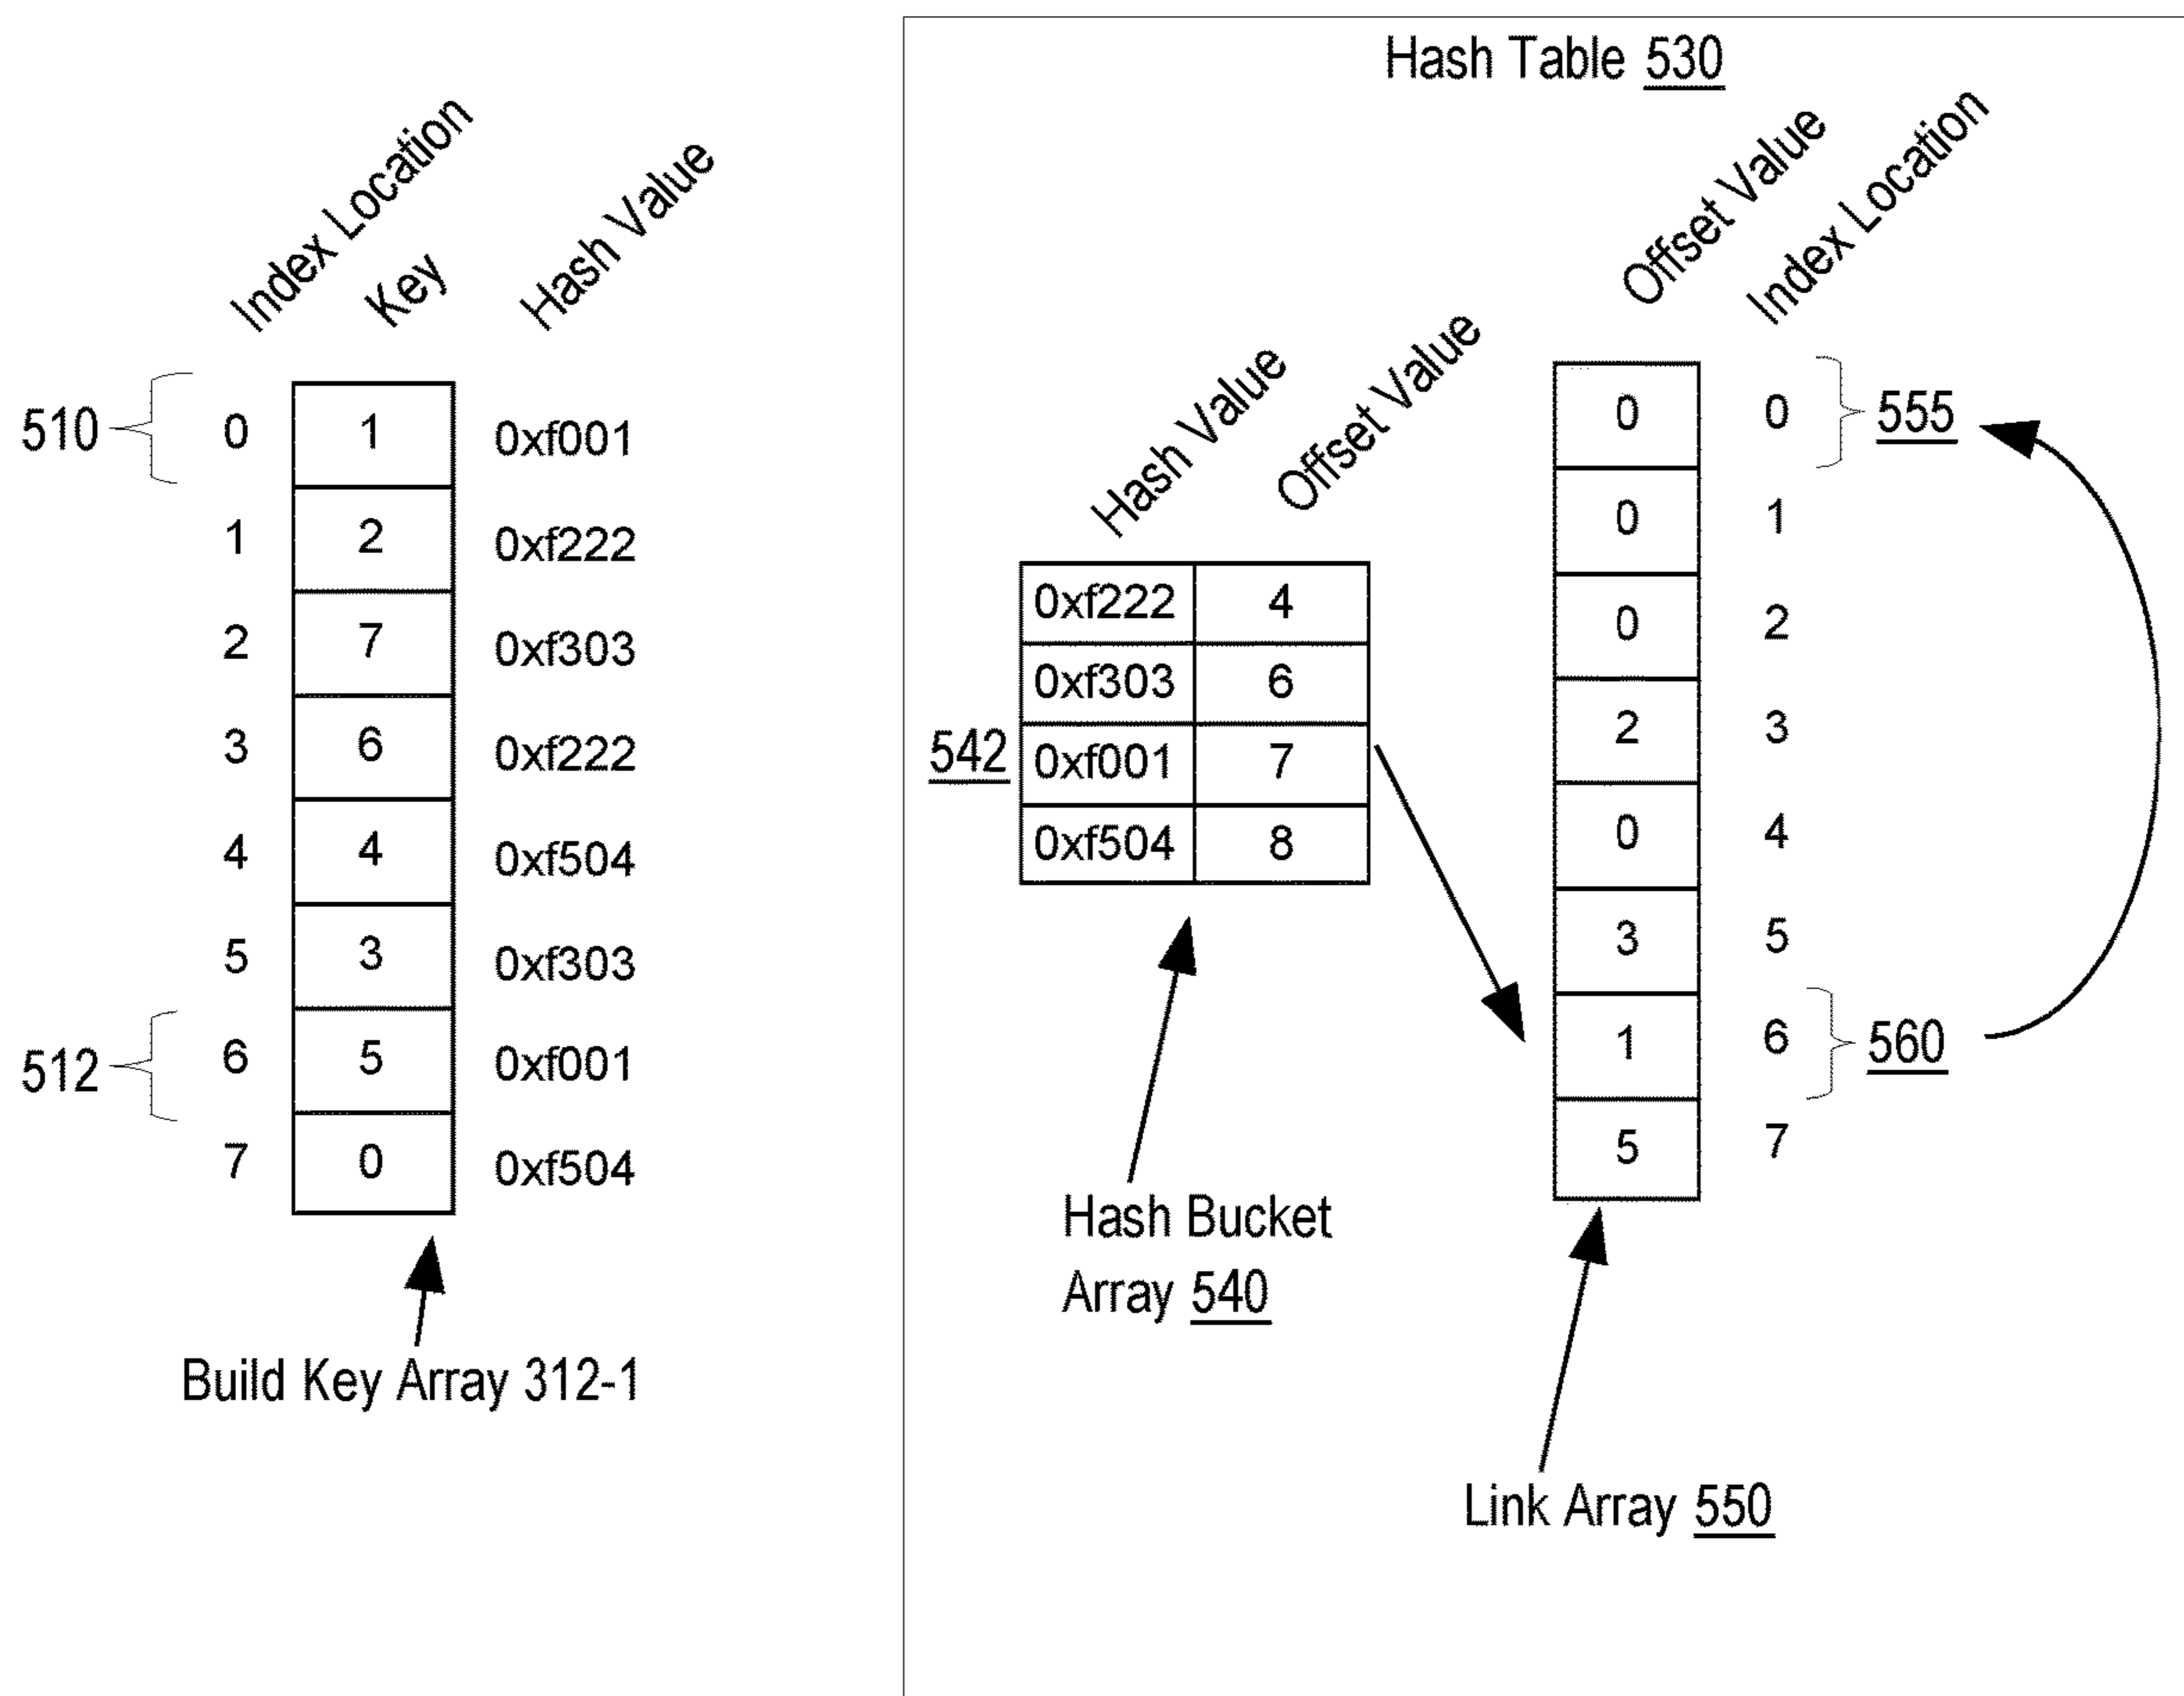 Hash Table 530
Index Location
Key
Hash Value
510
0 1 0xf001
1 2 0xf222
2 7 0xf303
3 6 0xf222
4 4 0xf504
5 3 0xf303
512
6 5 0xf001
7 0 0xf504
Build Key Array 312-1
Hash Value
Offset Value
0xf222 4
0xf303 6
542
0xf001 7
0xf504 8
Hash Bucket
Array 540
Offset Value
Index Location
0 0
555
0 1
0 2
2 3
0 4
3 5
1 6
560
5 7
Link Array 550